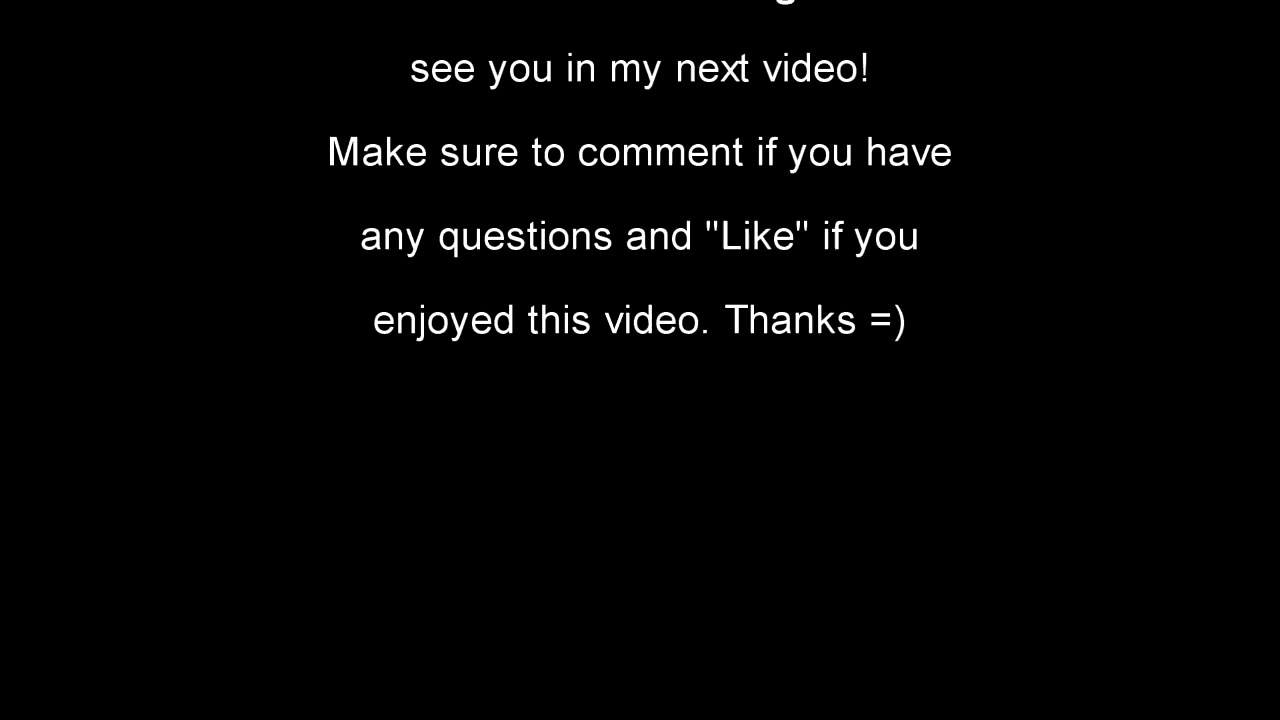 see you in my next video!
Make sure to comment if you have
any questions and "Like" if you
enjoyed this video. Thanks =)